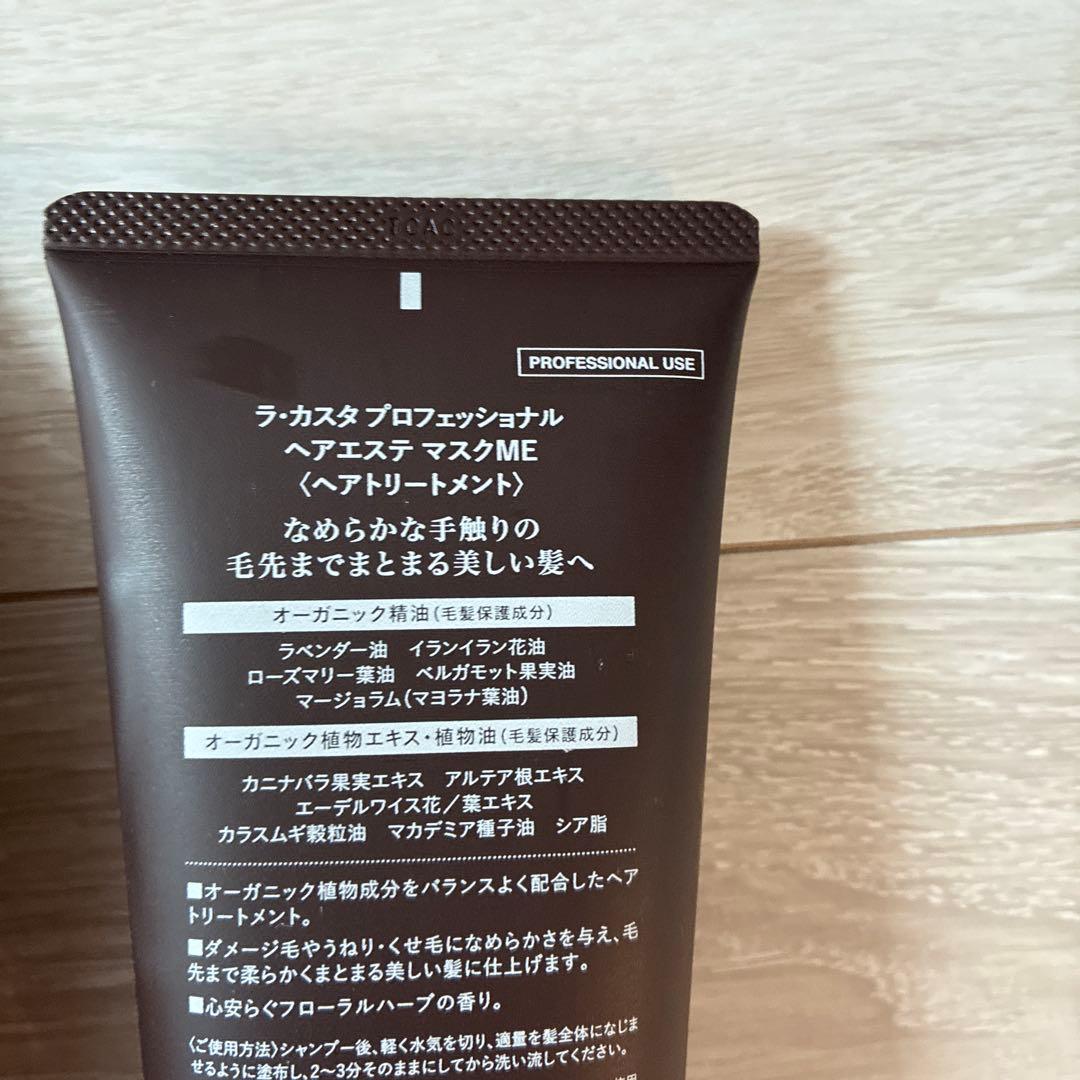 TCAC
PROFESSIONAL USE
ラ・カスタ プロフェッショナル
ヘアエステ マスクME
〈ヘアトリートメント〉
なめらかな手触りの
毛先までまとまる美しい髪へ
オーガニック精油(毛髪保護成分)
ラベンダー油 イランイラン花油
ローズマリー葉油 ベルガモット果実油
マージョラム(マヨラナ葉油)
オーガニック植物エキス・植物油(毛髪保護成分)
カニナバラ果実エキス アルテア根エキス
エーデルワイス花/葉エキス
カラスムギ穀粒油 マカデミア種子油 シア脂
■オーガニック植物成分をバランスよく配合したヘア
トリートメント。
■ダメージ毛やうねり・くせ毛になめらかさを与え、毛
先まで柔らかくまとまる美しい髪に仕上げます。
■心安らぐフローラルハーブの香り。
〈ご使用方法〉シャンプー後、軽く水気を切り、適量を髪全体になじま
せるように塗布し、2〜3分そのままにしてから洗い流してください。